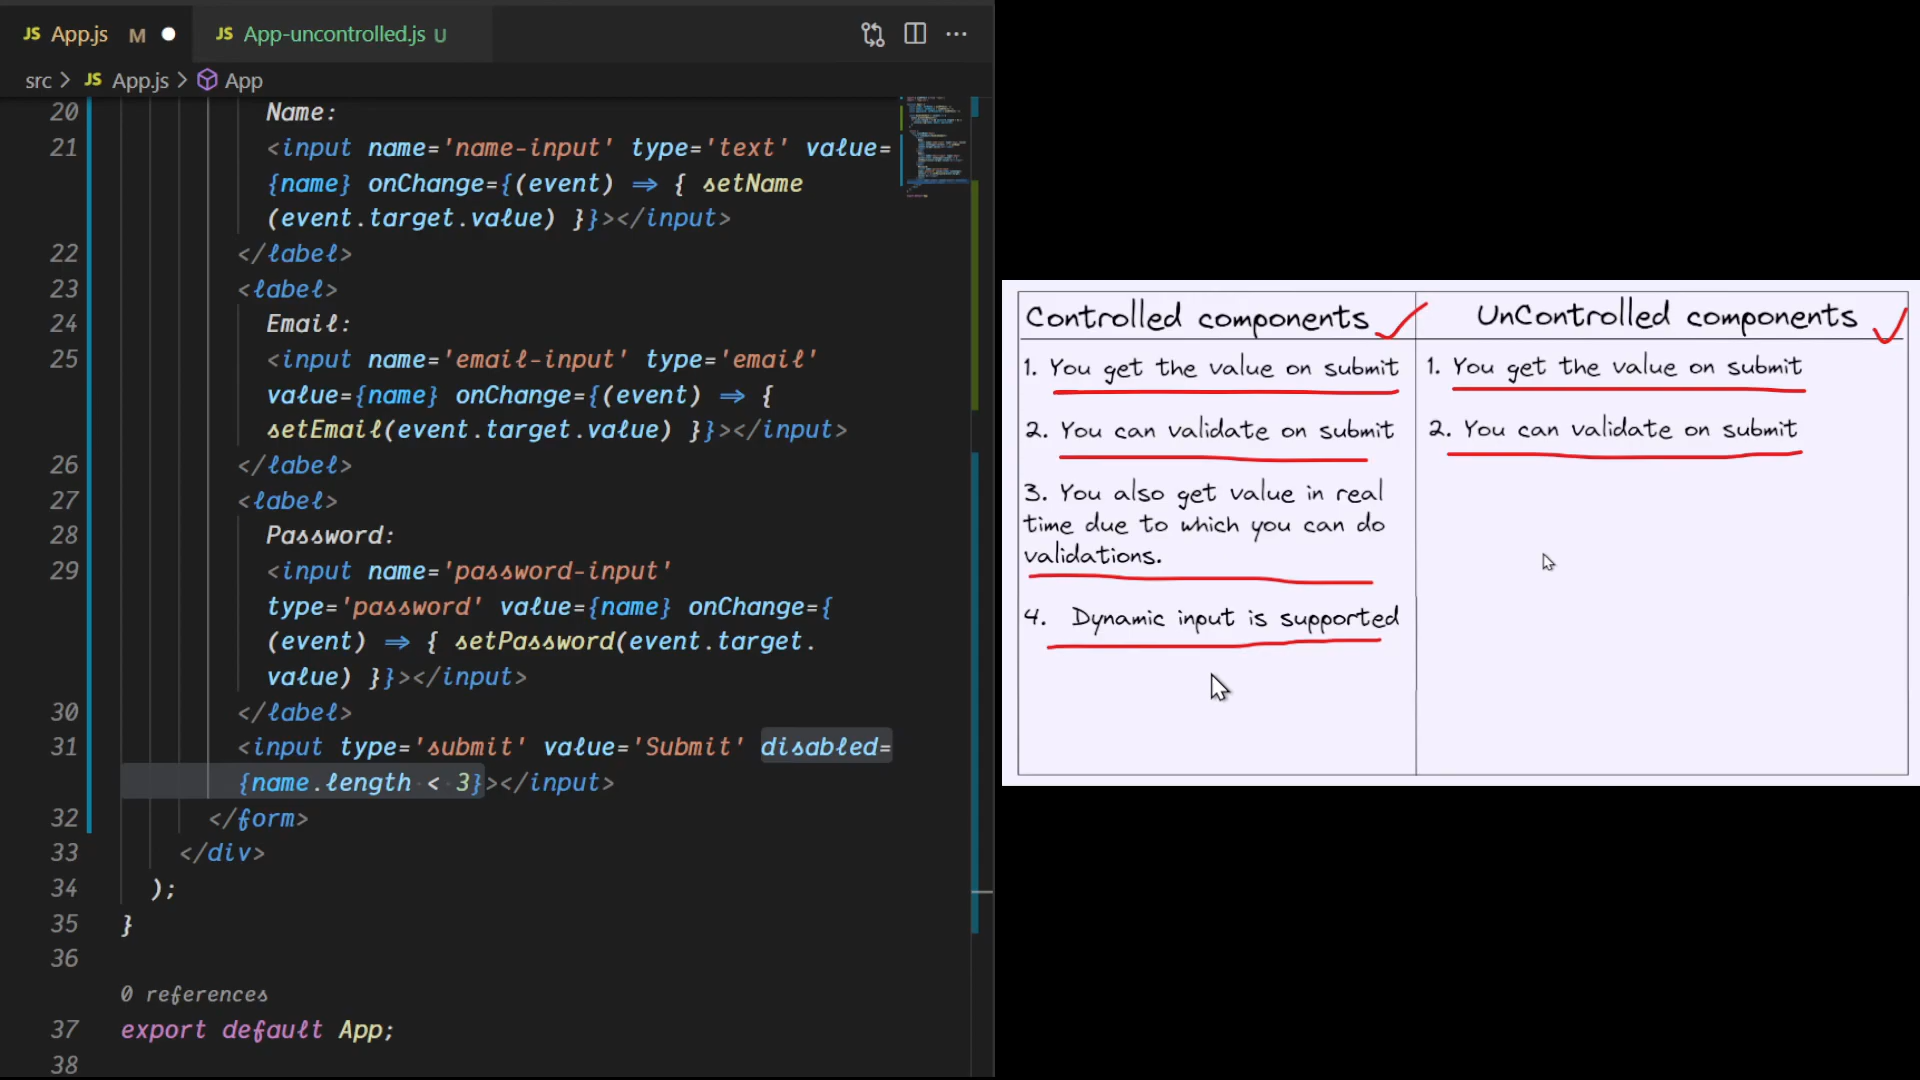 JS App.js M
JS App-uncontrolled.js U
src > JS App.js > App
20 Name:
21 <input name='name-input' type='text' value=
{name} onChange={(event) ⇒ { setName
(event.target.value) }}></input>
22 </label>
23 <label>
24 Email:
25 <input name='email-input' type='email'
value={name} onChange={(event) ⇒ {
setEmail(event.target.value) }}></input>
26 </label>
27 <label>
28 Password:
29 <input name='password-input'
type='password' value={name} onChange={
(event) ⇒ { setPassword(event.target.
value) }}></input>
30 </label>
31 <input type='submit' value='Submit' disabled=
{name.length < 3}></input>
32 </form>
33 </div>
34 );
35 }
36
0 references
37 export default App;
38
Controlled components
1. You get the value on submit
2. You can validate on submit
3. You also get value in real
time due to which you can do
validations.
4. Dynamic input is supported
UnControlled components
1. You get the value on submit
2. You can validate on submit